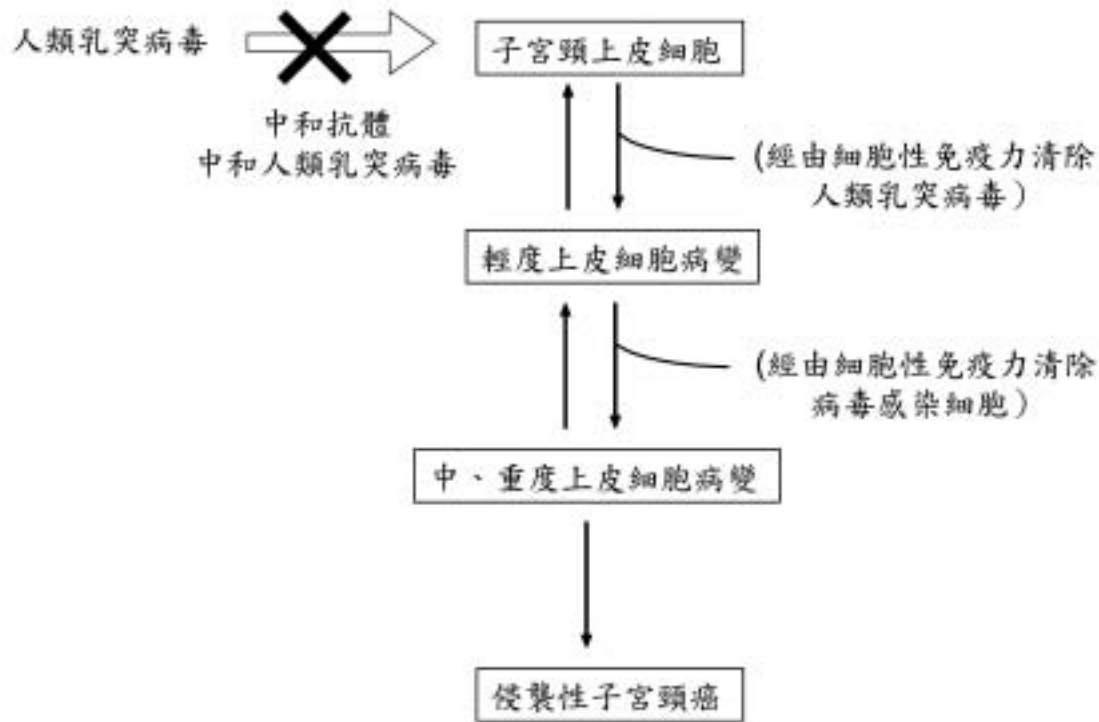 人類乳突病毒
子宮頸上皮細胞
中和抗體
中和人類乳突病毒
(經由細胞性免疫力清除
人類乳突病毒)
輕度上皮細胞病變
(經由細胞性免疫力清除
病毒感染細胞)
中、重度上皮細胞病變
侵襲性子宮頸癌